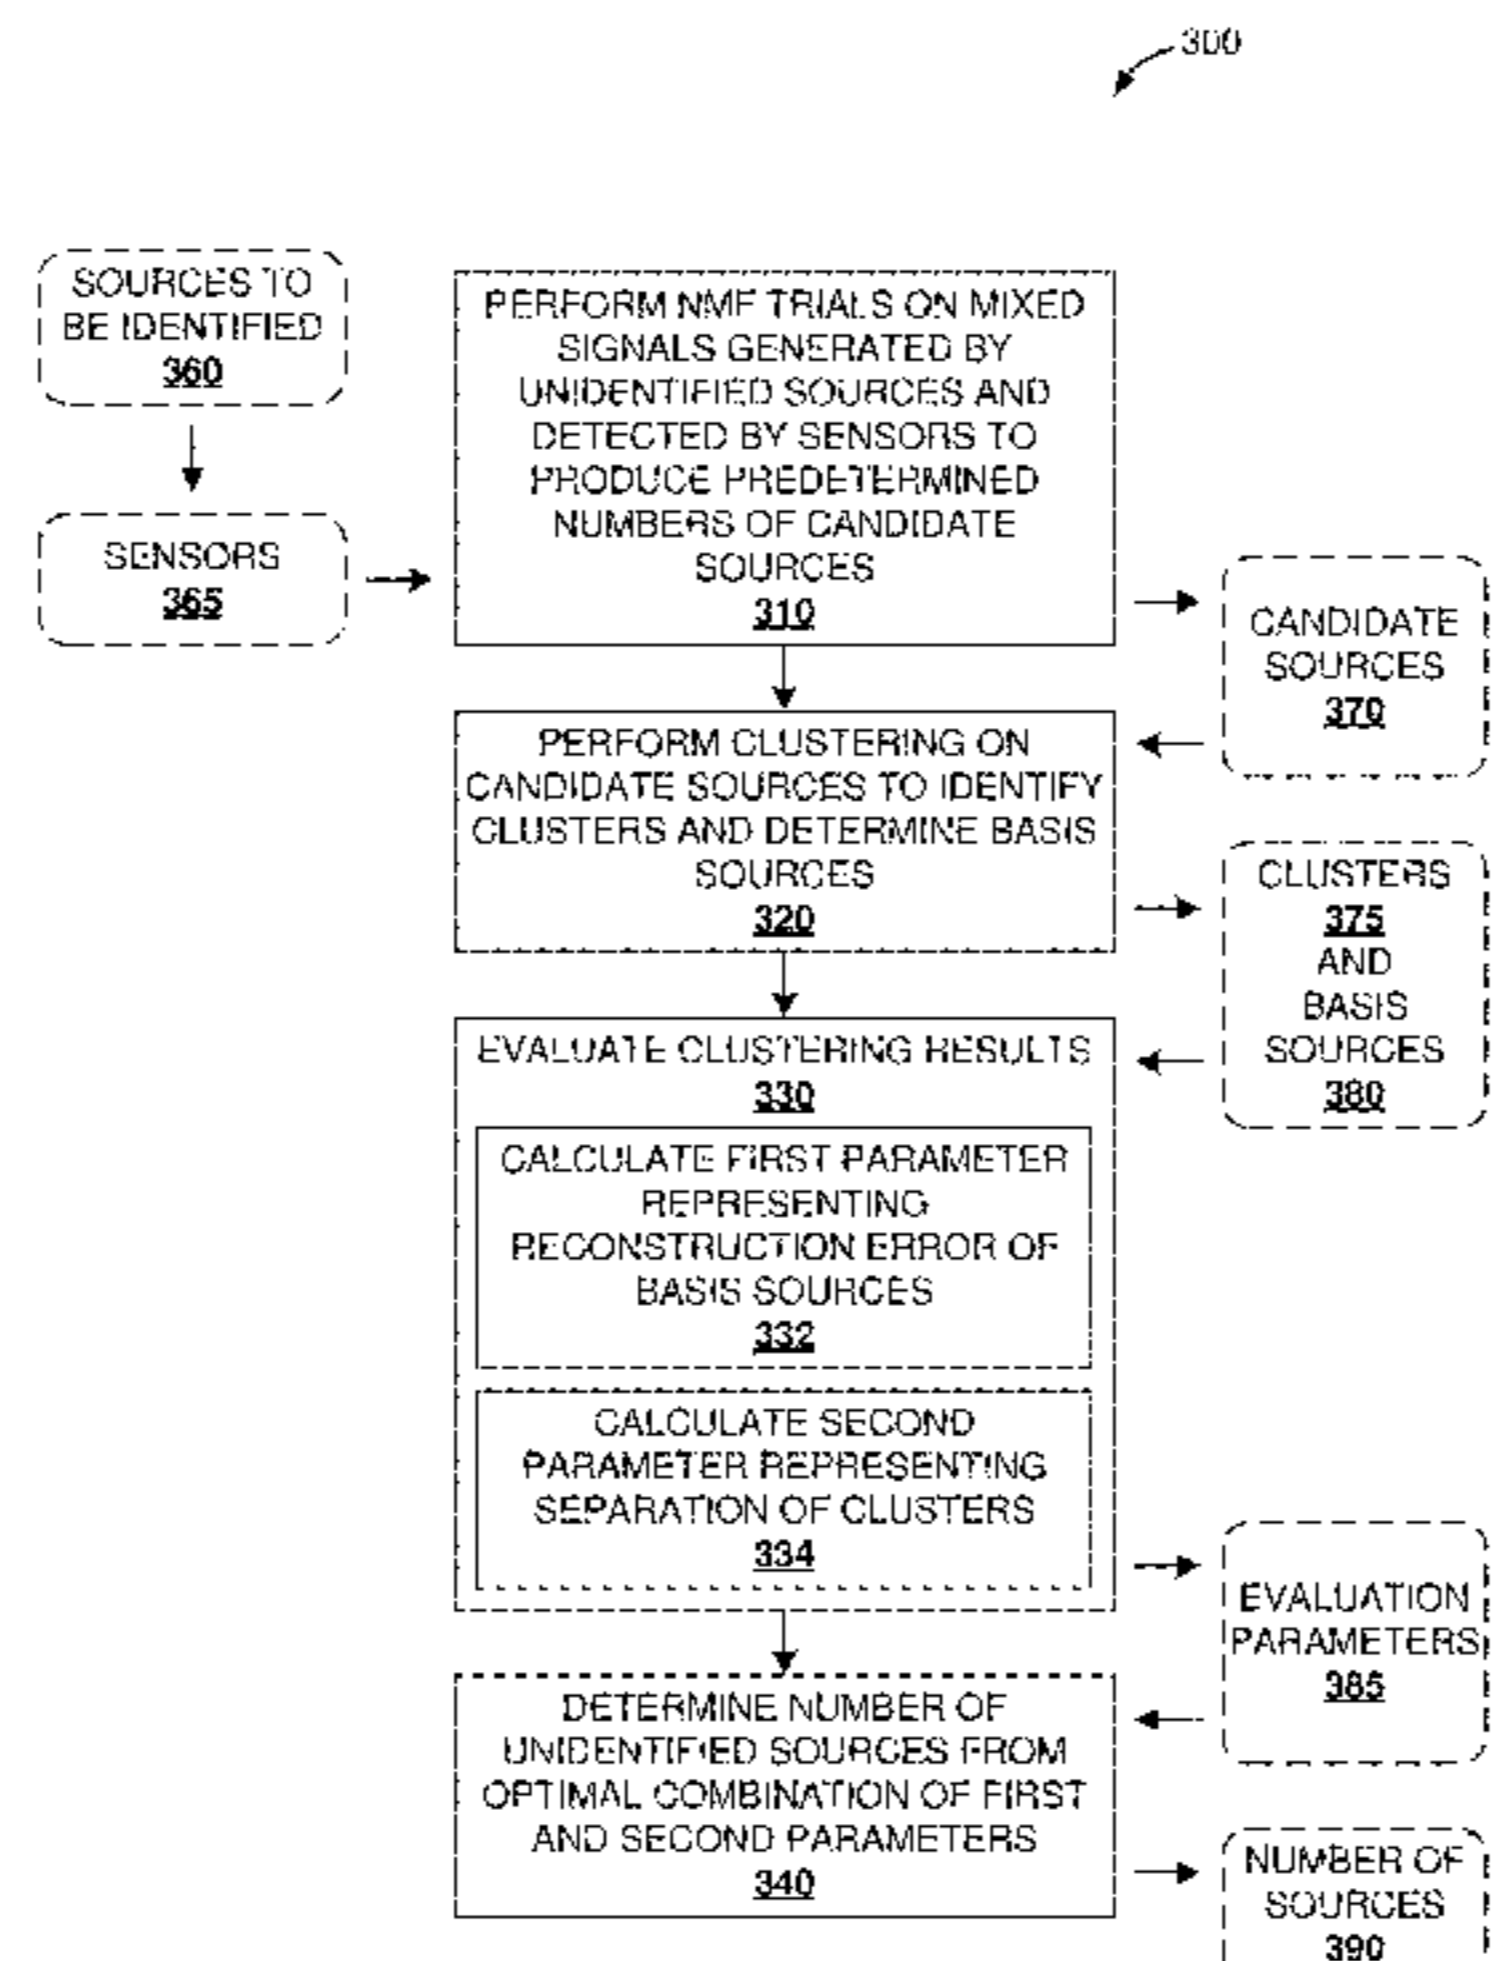 300
SOURCES TO
BE IDENTIFIED
360
SENSORS
365
PERFORM NMF TRIALS ON MIXED
SIGNALS GENERATED BY
UNIDENTIFIED SOURCES AND
DETECTED BY SENSORS TO
PRODUCE PREDETERMINED
NUMBERS OF CANDIDATE
SOURCES
310
CANDIDATE
SOURCES
370
PERFORM CLUSTERING ON
CANDIDATE SOURCES TO IDENTIFY
CLUSTERS AND DETERMINE BASIS
SOURCES
320
CLUSTERS
375
AND
BASIS
SOURCES
380
EVALUATE CLUSTERING RESULTS
330
CALCULATE FIRST PARAMETER
REPRESENTING
RECONSTRUCTION ERROR OF
BASIS SOURCES
332
CALCULATE SECOND
PARAMETER REPRESENTING
SEPARATION OF CLUSTERS
334
EVALUATION
PARAMETERS
385
DETERMINE NUMBER OF
UNIDENTIFIED SOURCES FROM
OPTIMAL COMBINATION OF FIRST
AND SECOND PARAMETERS
340
NUMBER OF
SOURCES
390